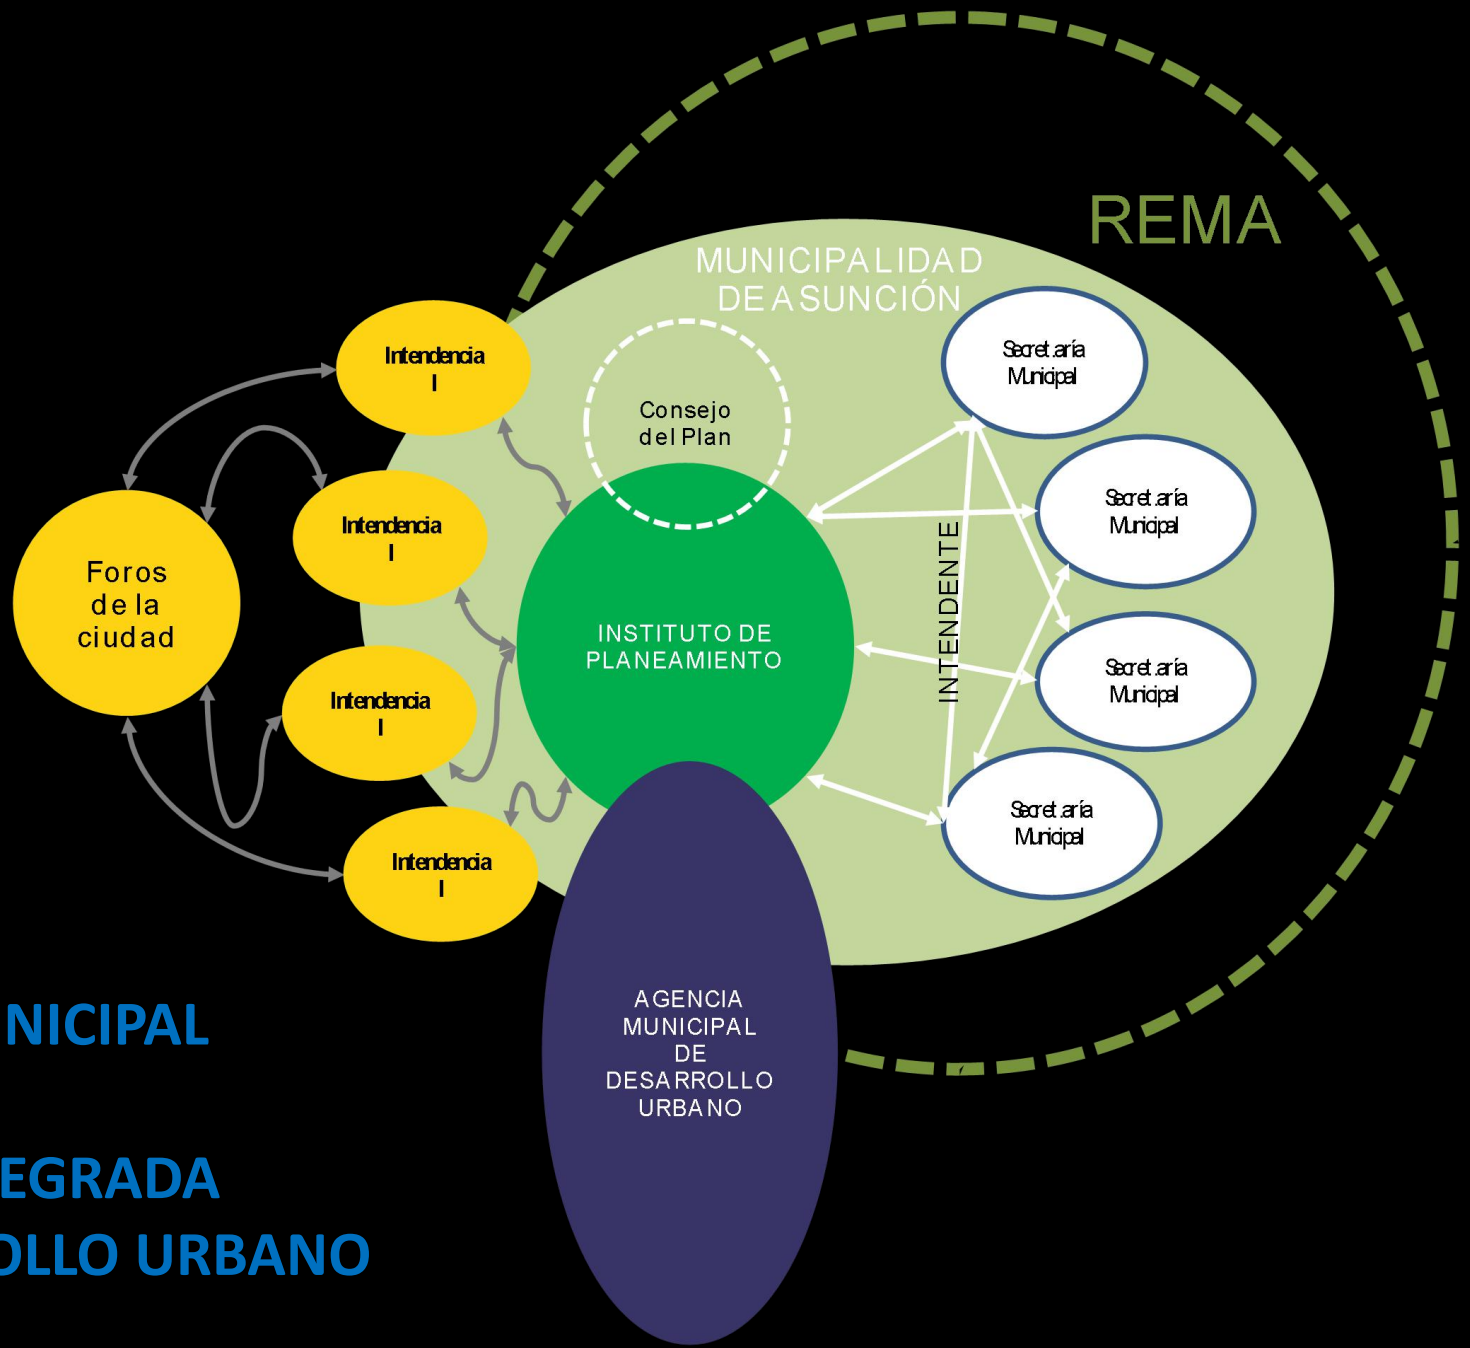 REMA
MUNICIPALIDAD
DE ASUNCIÓN
Intendencia
I
Secretaría
Municipal
Consejo
del Plan
Intendencia
I
Secretaría
Municipal
Foros
de la
ciudad
INSTITUTO DE
PLANEAMIENTO
INTENDENTE
Intendencia
I
Secretaría
Municipal
Intendencia
I
Secretaría
Municipal
AGENCIA
MUNICIPAL
DE
DESARROLLO
URBANO
NICIPAL
EGRADA
OLLO URBANO